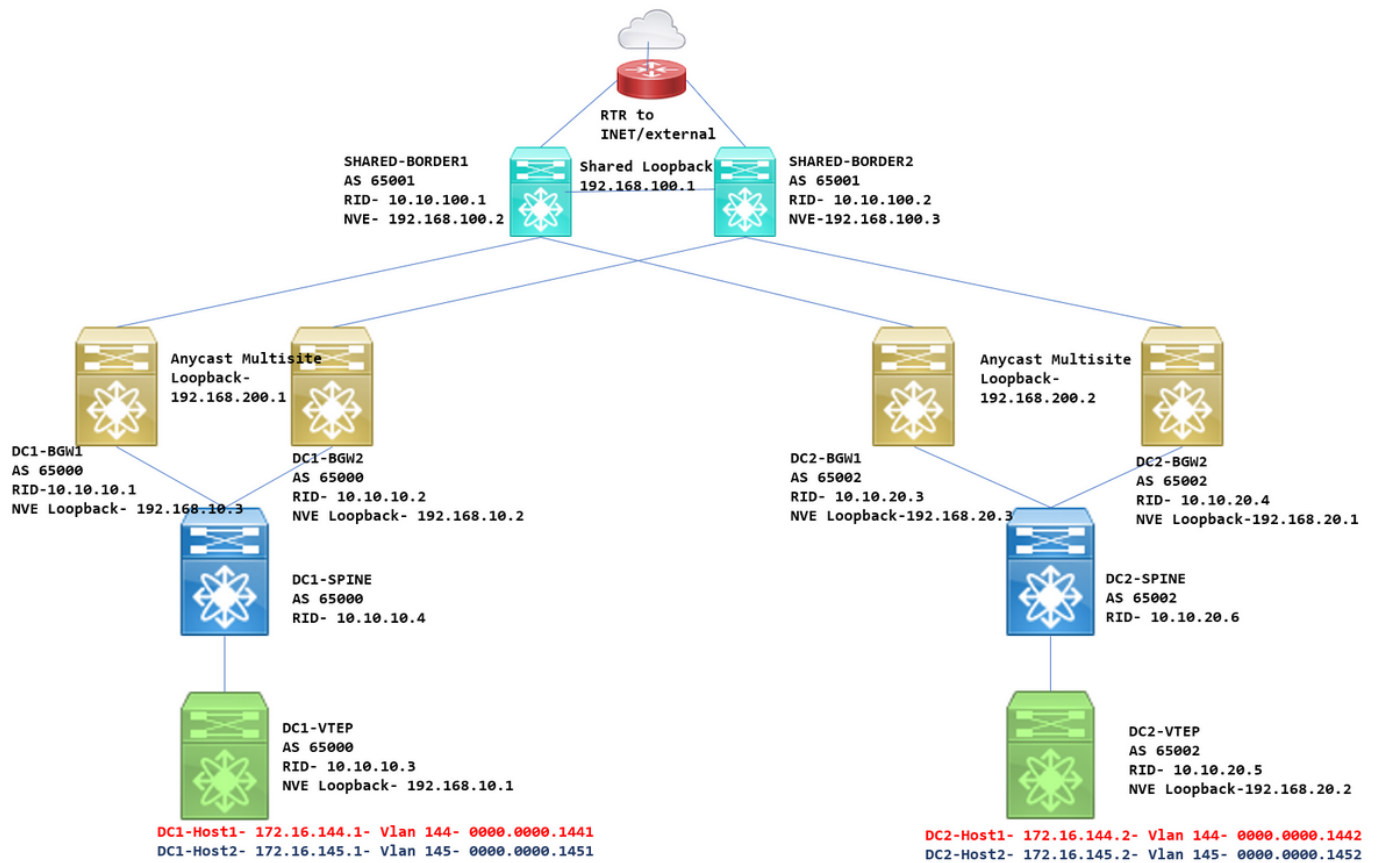 RTR to
INET/external
SHARED-BORDER1
AS 65001
RID- 10.10.100.1
NVE- 192.168.100.2
Shared Loopback
192.168.100.1
SHARED-BORDER2
AS 65001
RID- 10.10.100.2
NVE-192.168.100.3
Anycast Multisite
Loopback-
192.168.200.1
Anycast Multisite
Loopback-
192.168.200.2
DC1-BGW1
AS 65000
RID-10.10.10.1
NVE Loopback- 192.168.10.3
DC1-BGW2
AS 65000
RID- 10.10.10.2
NVE Loopback- 192.168.10.2
DC2-BGW1
AS 65002
RID- 10.10.20.3
NVE Loopback-192.168.20.3
DC2-BGW2
AS 65002
RID- 10.10.20.4
NVE Loopback-192.168.20.1
DC1-SPINE
AS 65000
RID- 10.10.10.4
DC2-SPINE
AS 65002
RID- 10.10.20.6
DC1-VTEP
AS 65000
RID- 10.10.10.3
NVE Loopback- 192.168.10.1
DC2-VTEP
AS 65002
RID- 10.10.20.5
NVE Loopback-192.168.20.2
DC1-Host1- 172.16.144.1- Vlan 144- 0000.0000.1441
DC1-Host2- 172.16.145.1- Vlan 145- 0000.0000.1451
DC2-Host1- 172.16.144.2- Vlan 144- 0000.0000.1442
DC2-Host2- 172.16.145.2- Vlan 145- 0000.0000.1452